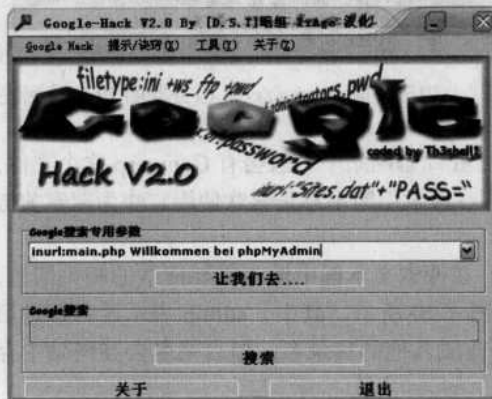 Google-Hack V2.0 By [D.S.T]
Google Hack 提示/诀窍(X) 工具(X) 关于(Z)
filetype:ini +ws_ftp +pwd
administrators.pwd
Google
password
coded by Th3shell1
Hack V2.0
inurl:"Sites.dat"+"PASS="
Google搜索专用参数
inurl:main.php Willkommen bei phpMyAdmin
让我们去....
Google搜索
搜索
关于 退出